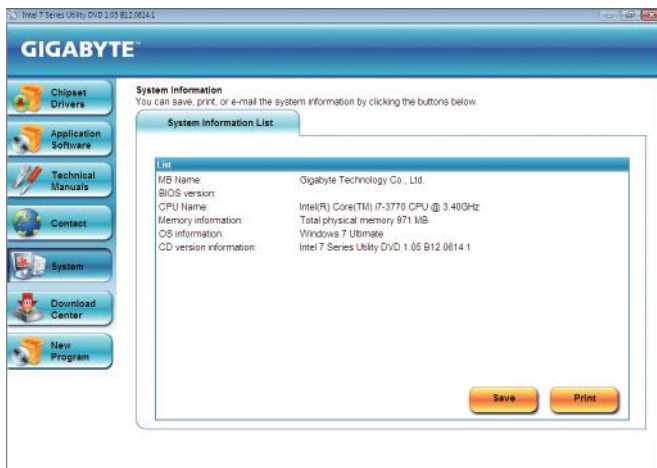 Intel 7 Series Utility DVD 1.05 B12.0614.1
GIGABYTE™
Chipset
Drivers
Application
Software
Technical
Manuals
Contact
System
Download
Center
New
Program
System Information
You can save, print, or e-mail the system information by clicking the buttons below.
System Information List
List
MB Name: Gigabyte Technology Co., Ltd.
BIOS version:
CPU Name: Intel(R) Core(TM) i7-3770 CPU @ 3.40GHz
Memory information: Total physical memory 971 MB
OS information: Windows 7 Ultimate
CD version information: Intel 7 Series Utility DVD 1.05 B12.0614.1
Save
Print